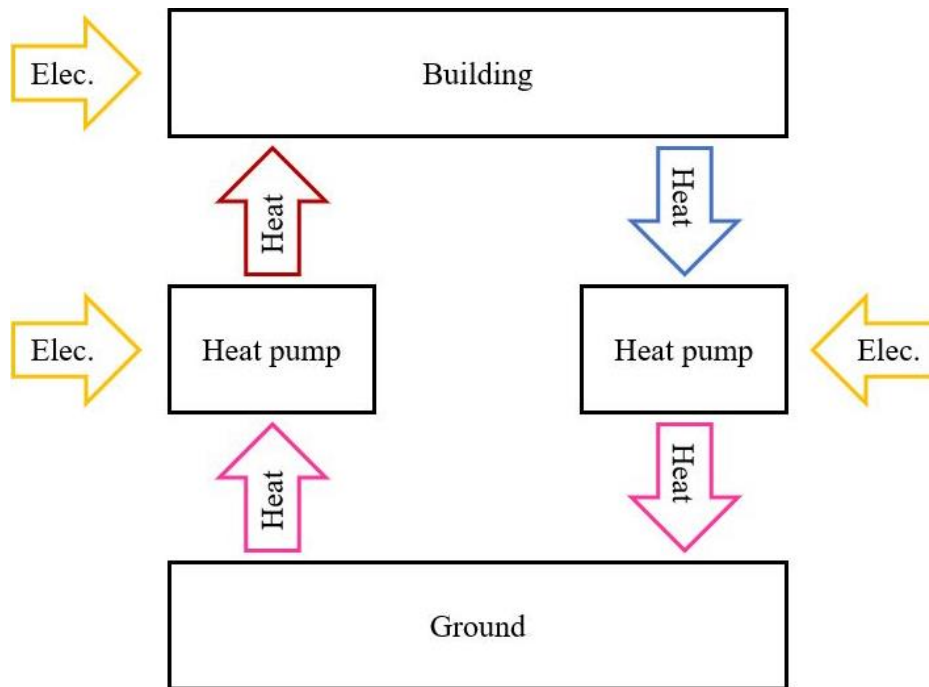 Elec.
Building
Heat
Heat
Elec.
Heat pump
Heat pump
Elec.
Heat
Heat
Ground